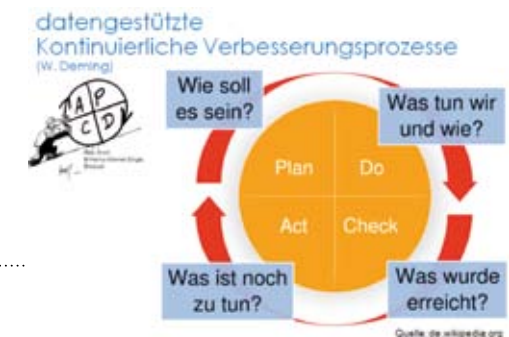 datengestützte
Kontinuierliche Verbesserungsprozesse
(W. Deming)
A P
C D
Wie soll
es sein?
Was tun wir
und wie?
Plan Do
Act Check
Was ist noch
zu tun?
Was wurde
erreicht?
Quelle: de.wikipedia.org